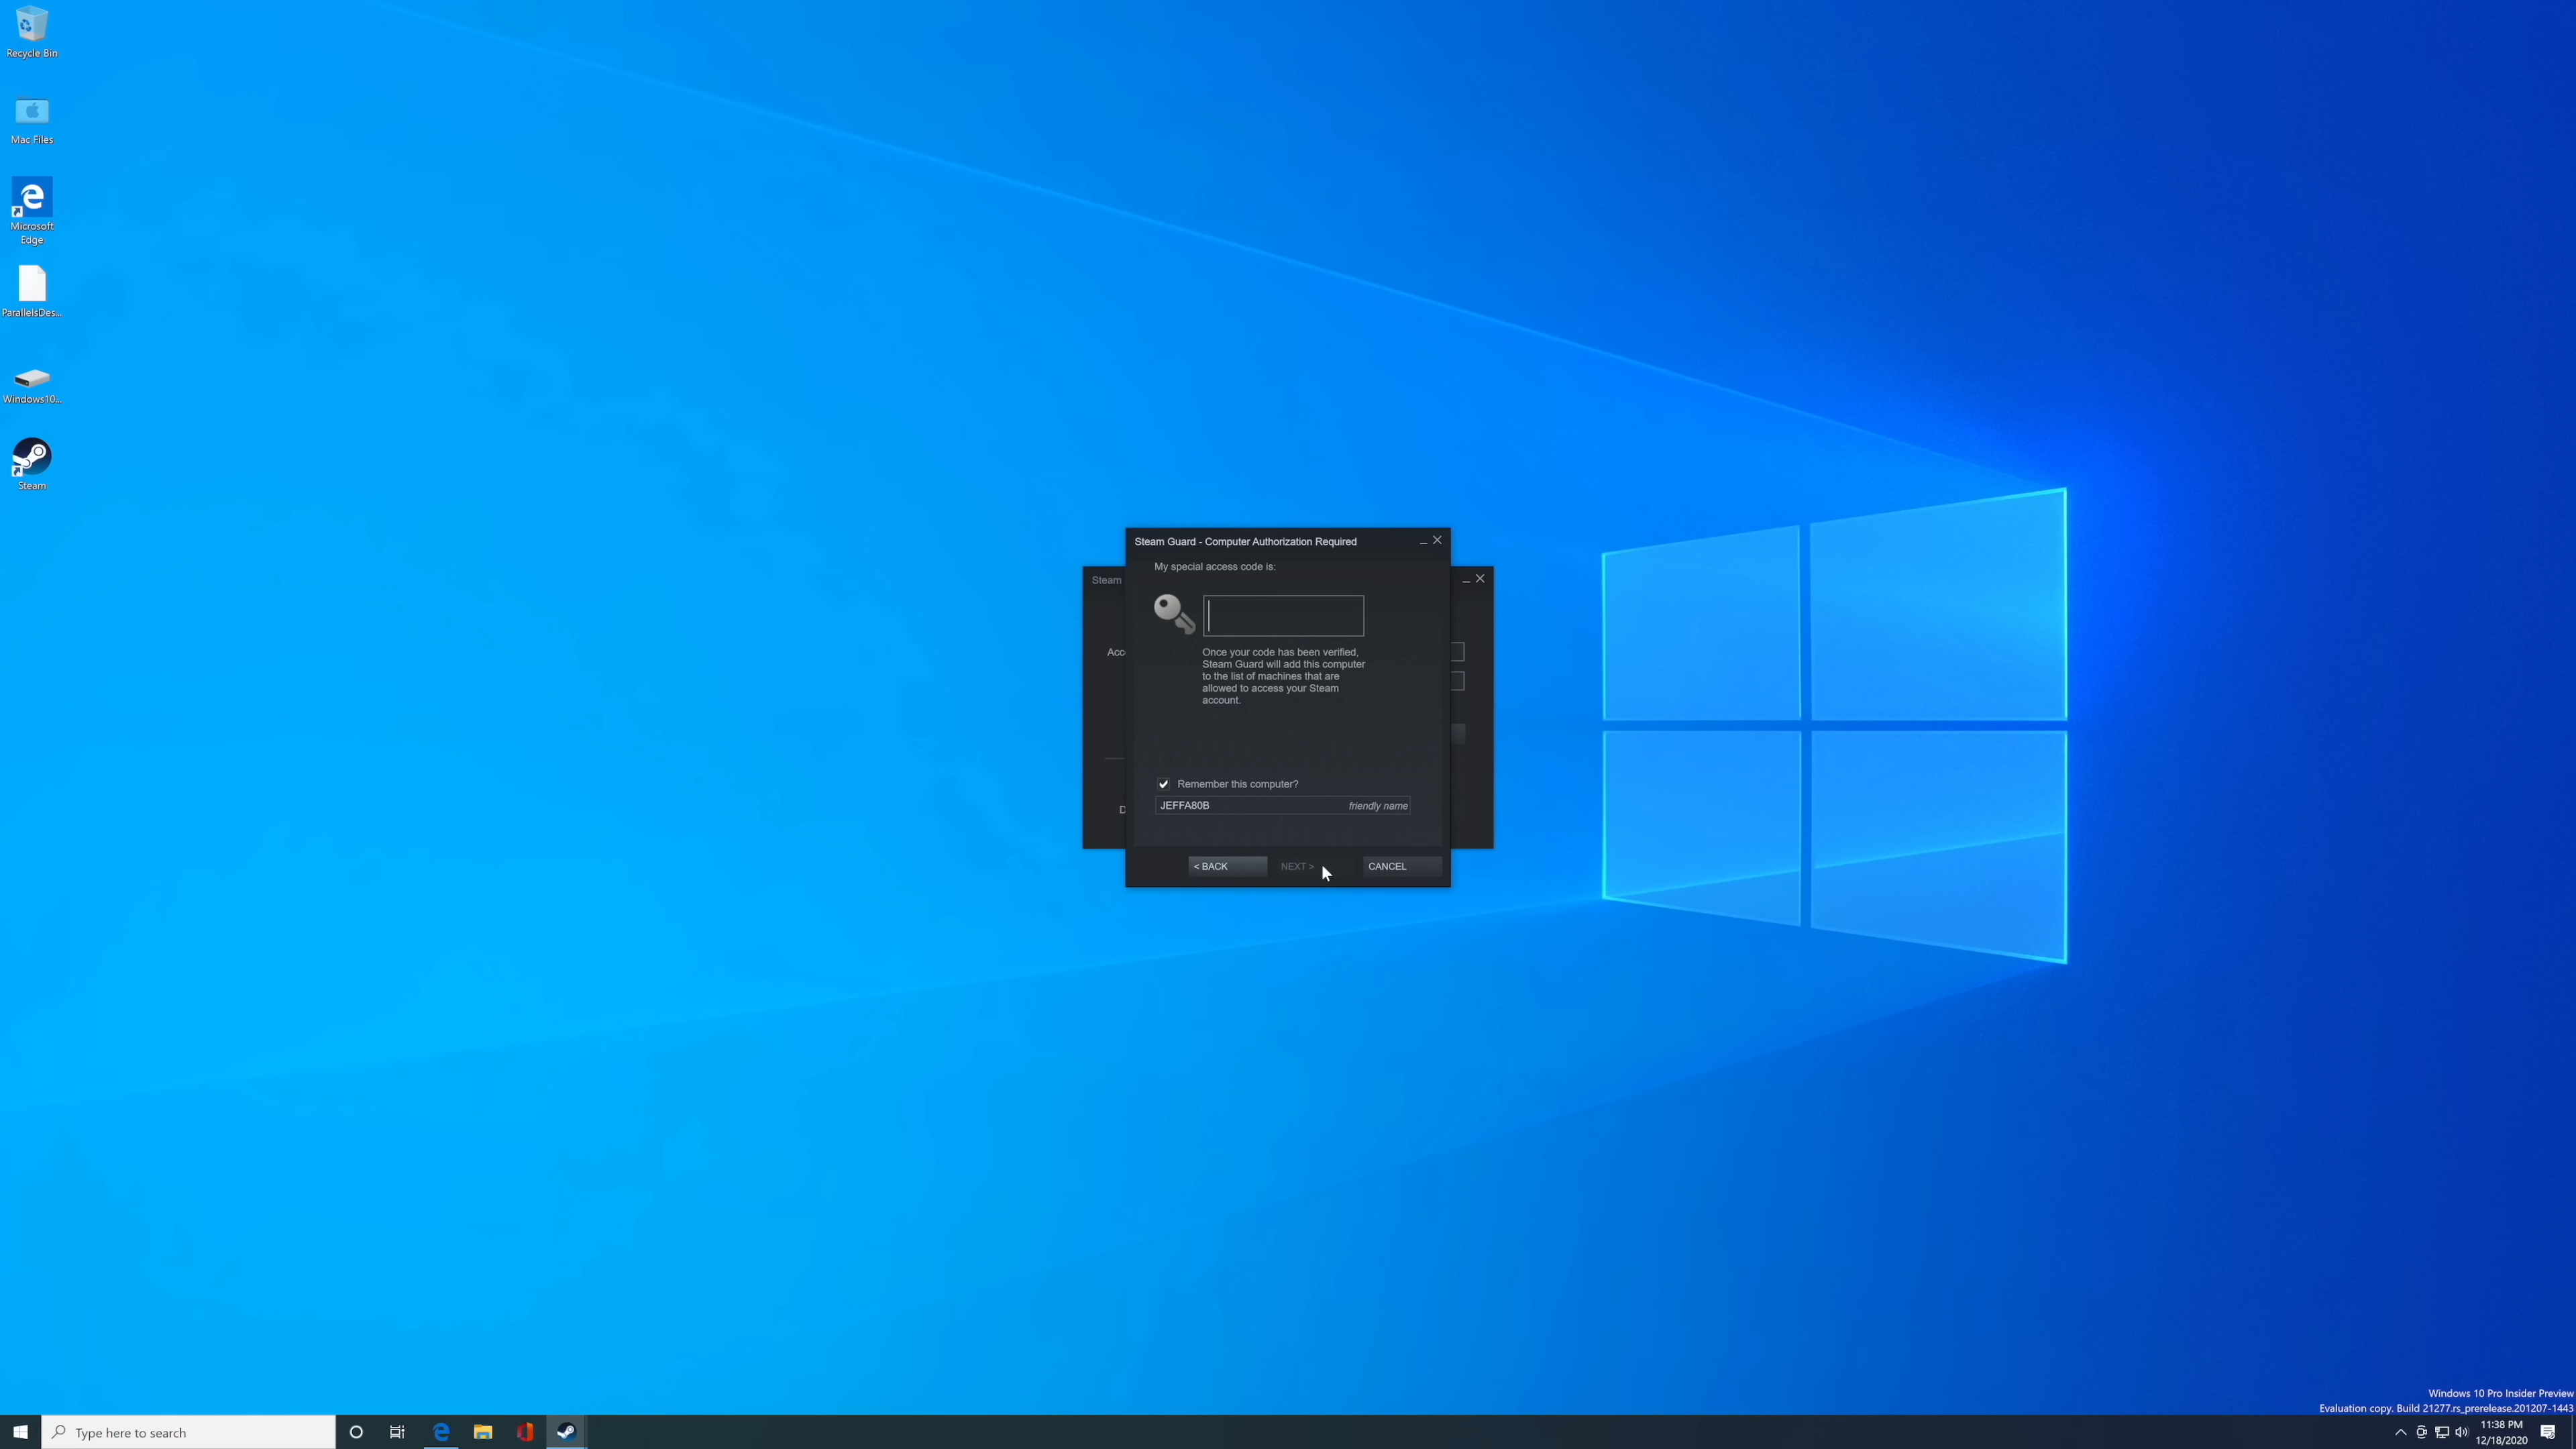 Recycle Bin
Mac Files
Microsoft
Edge
ParallelsDes...
Windows10...
Steam
Steam Guard - Computer Authorization Required
My special access code is:
Steam
Acco
Once your code has been verified,
Steam Guard will add this computer
to the list of machines that are
allowed to access your Steam
account.
Remember this computer?
JEFFA80B friendly name
D
< BACK NEXT > CANCEL
Windows 10 Pro Insider Preview
Evaluation copy. Build 21277.rs_prerelease.201207-1443
Type here to search
11:38 PM
12/18/2020